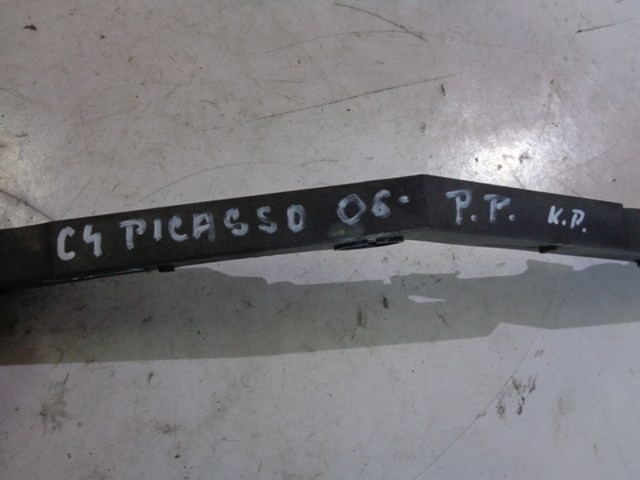 C4 PICASSO 06- P.P. K.P.